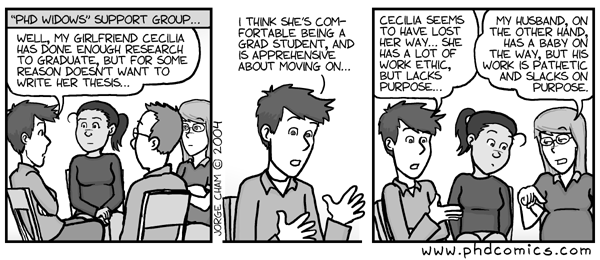 "PHD WIDOWS" SUPPORT GROUP...
WELL, MY GIRLFRIEND CECILIA
HAS DONE ENOUGH RESEARCH
TO GRADUATE, BUT FOR SOME
REASON DOESN'T WANT TO
WRITE HER THESIS...
JORGE CHAM © 2004
I THINK SHE'S COM-
FORTABLE BEING A
GRAD STUDENT, AND
IS APPREHENSIVE
ABOUT MOVING ON...
CECILIA SEEMS
TO HAVE LOST
HER WAY... SHE
HAS A LOT OF
WORK ETHIC,
BUT LACKS
PURPOSE...
MY HUSBAND, ON
THE OTHER HAND,
HAS A BABY ON
THE WAY, BUT HIS
WORK IS PATHETIC
AND SLACKS ON
PURPOSE.
www.phdcomics.com